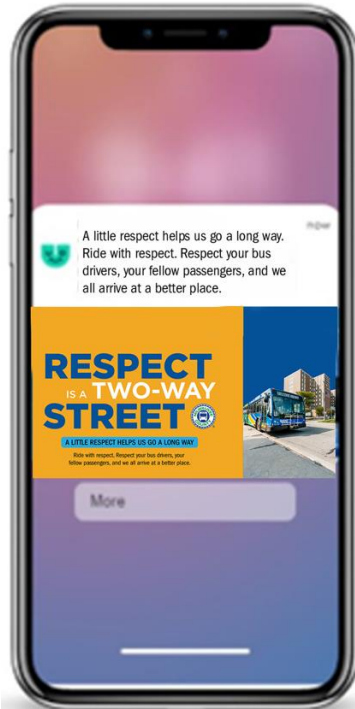 now
A little respect helps us go a long way.
Ride with respect. Respect your bus
drivers, your fellow passengers, and we
all arrive at a better place.
RESPECT
IS A TWO-WAY
STREET
A LITTLE RESPECT HELPS US GO A LONG WAY
Ride with respect. Respect your bus drivers, your
fellow passengers, and we all arrive at a better place.
More